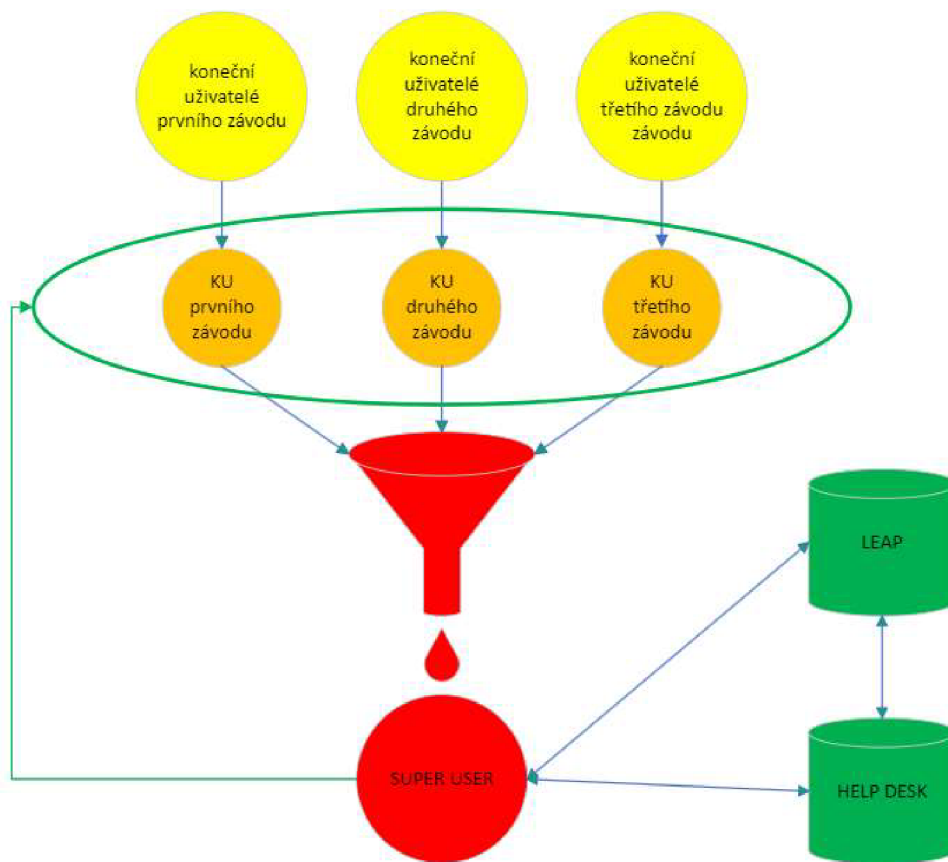 koneční
uživatelé
prvního závodu
koneční
uživatelé
druhého
závodu
koneční
uživatelé
třetího závodu
závodu
KU
prvního
závodu
KU
druhého
závodu
KU
třetího
závodu
LEAP
SUPER USER
HELP DESK